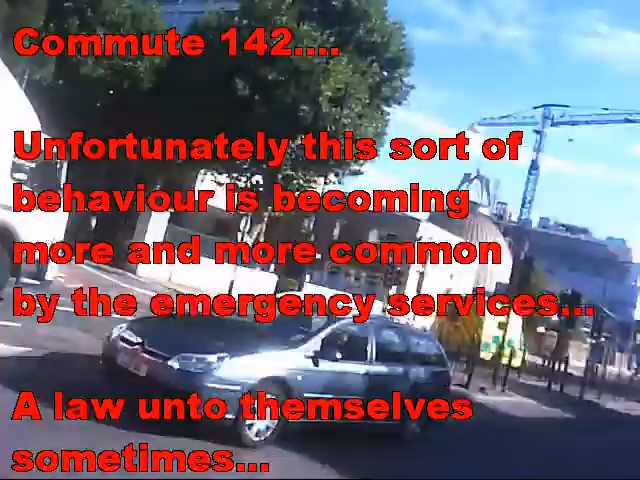 Commute 142....
Unfortunately this sort of
behaviour is becoming
more and more common
by the emergency services...
A law unto themselves
sometimes...